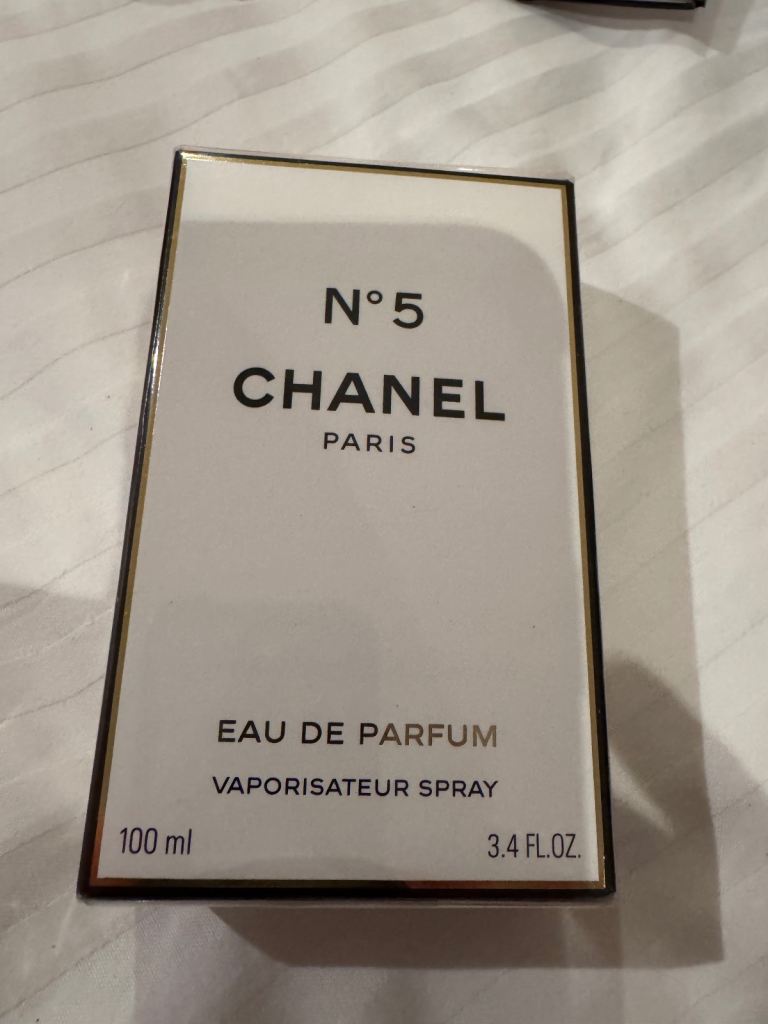 N°5
CHANEL
PARIS
EAU DE PARFUM
VAPORISATEUR SPRAY
100 ml 3.4 FL.OZ.